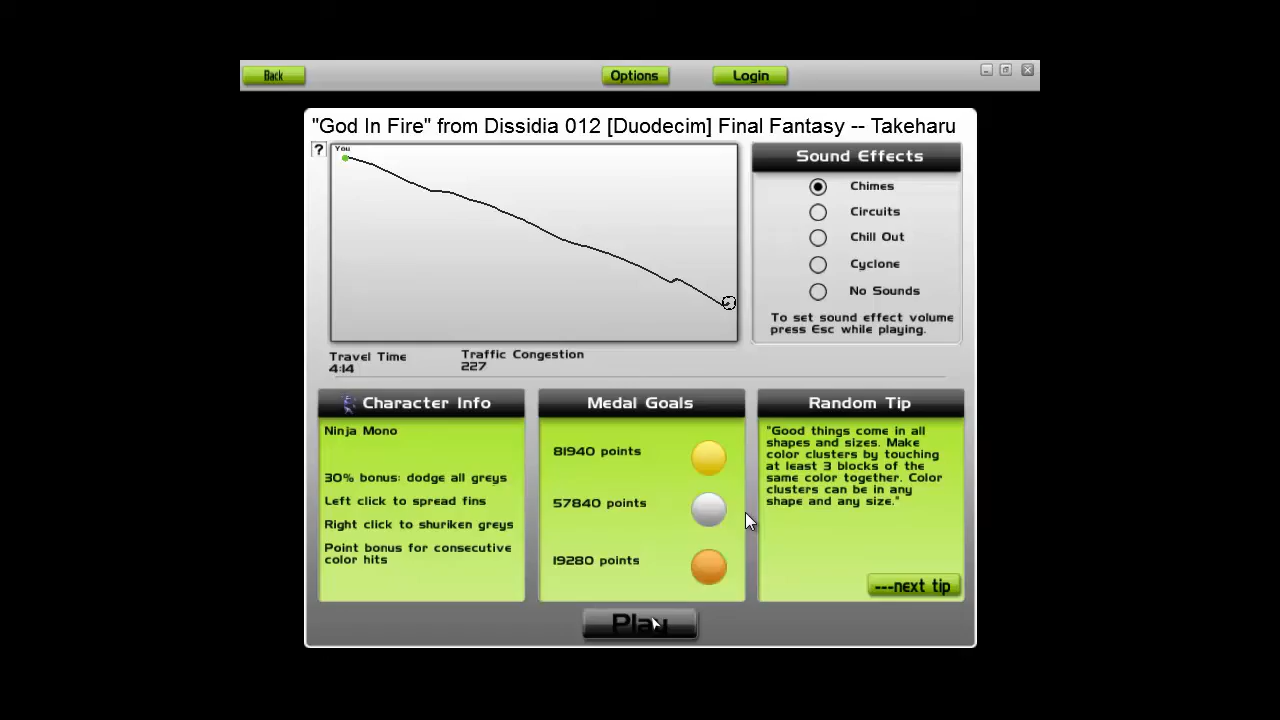 Back
Options
Login
"God In Fire" from Dissidia 012 [Duodecim] Final Fantasy -- Takeharu
?
You
Travel Time
4:14
Traffic Congestion
227
Sound Effects
Chimes
Circuits
Chill Out
Cyclone
No Sounds
To set sound effect volume
press Esc while playing.
Character Info
Ninja Mono
30% bonus: dodge all greys
Left click to spread fins
Right click to shuriken greys
Point bonus for consecutive
color hits
Medal Goals
81940 points
57840 points
19280 points
Random Tip
"Good things come in all
shapes and sizes. Make
color clusters by touching
at least 3 blocks of the
same color together. Color
clusters can be in any
shape and any size."
---next tip
Play